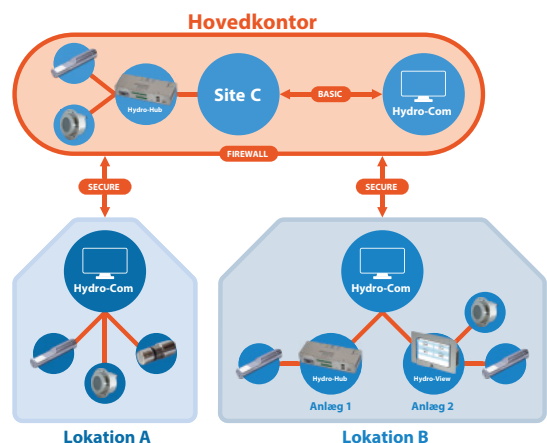 Hovedkontor
Hydro-Hub
Site C
BASIC
Hydro-Com
FIREWALL
SECURE
SECURE
Hydro-Com
Lokation A
Hydro-Com
Hydro-Hub
Hydro-View
Anlæg 1
Anlæg 2
Lokation B